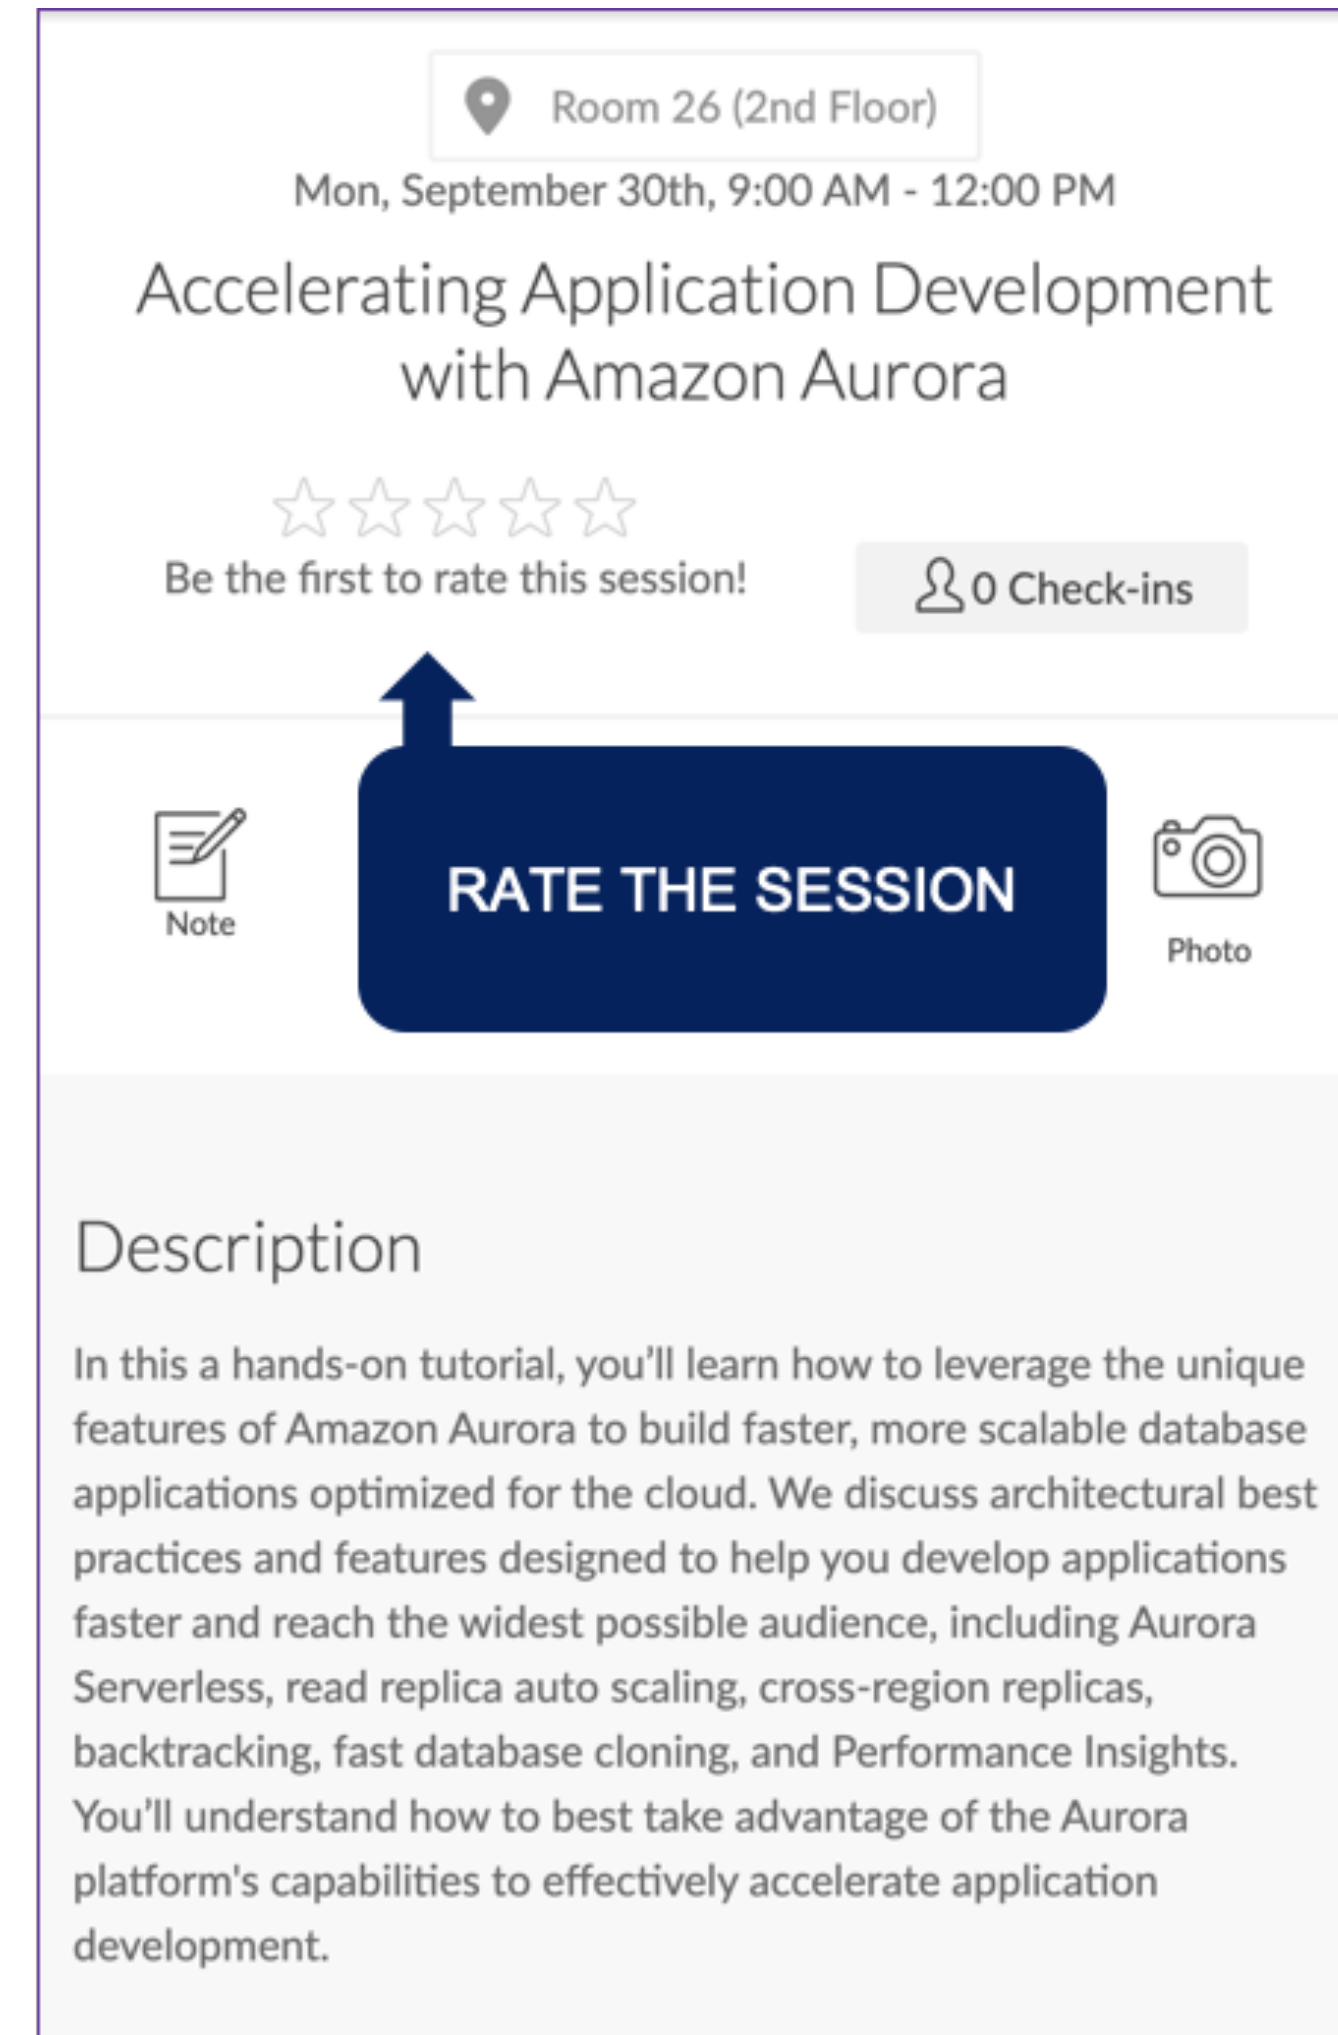 Room 26 (2nd Floor)
Mon, September 30th, 9:00 AM - 12:00 PM
Accelerating Application Development
with Amazon Aurora
Be the first to rate this session!
0 Check-ins
RATE THE SESSION
Note
Photo
Description
In this a hands-on tutorial, you'll learn how to leverage the unique
features of Amazon Aurora to build faster, more scalable database
applications optimized for the cloud. We discuss architectural best
practices and features designed to help you develop applications
faster and reach the widest possible audience, including Aurora
Serverless, read replica auto scaling, cross-region replicas,
backtracking, fast database cloning, and Performance Insights.
You'll understand how to best take advantage of the Aurora
platform's capabilities to effectively accelerate application
development.